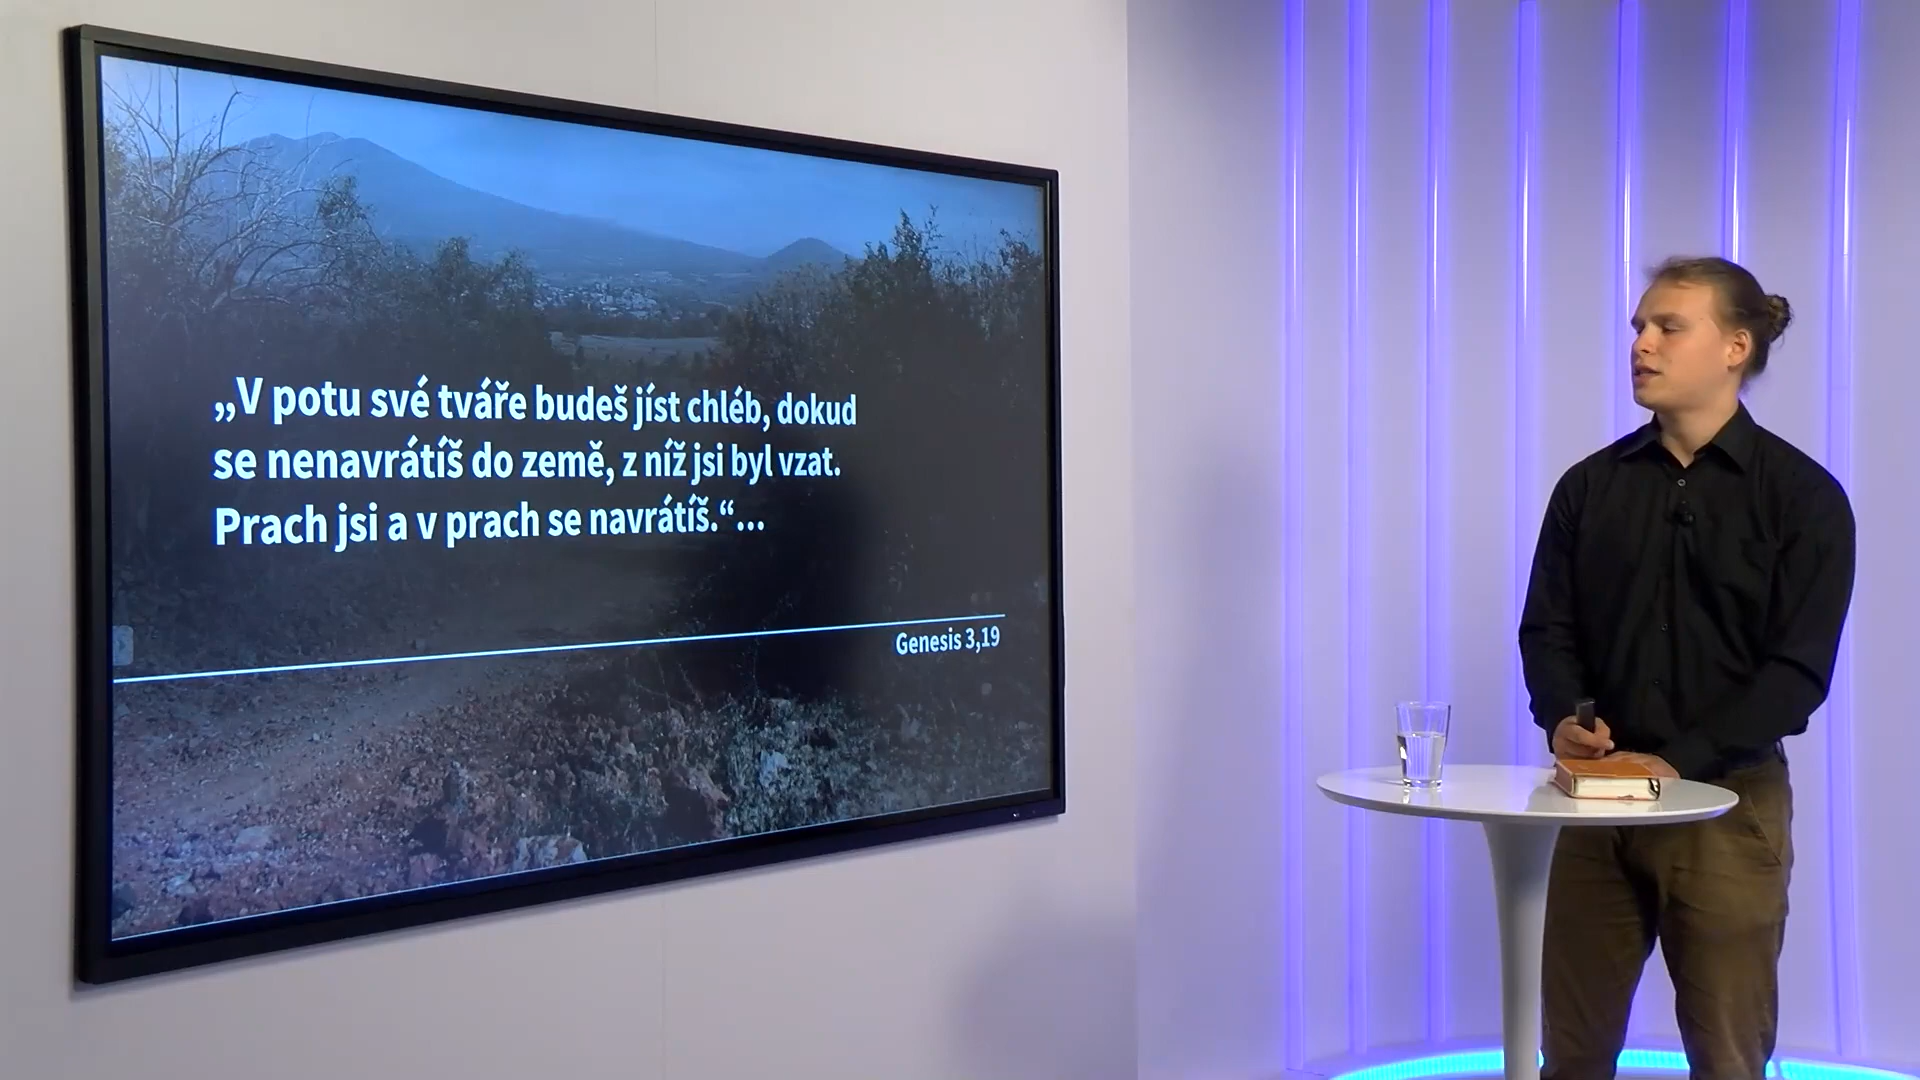 „V potu své tváře budeš jíst chléb, dokud
se nenavrátíš do země, z níž jsi byl vzat.
Prach jsi a v prach se navrátíš.“...
Genesis 3,19